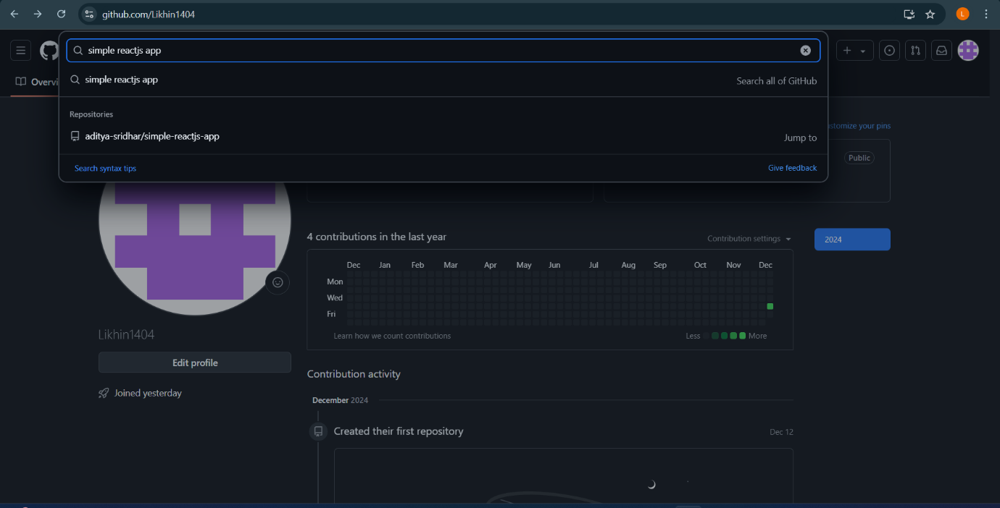 github.com/Likhin1404
L
simple reactjs app
simple reactjs app
Search all of GitHub
Repositories
aditya-sridhar/simple-reactjs-app
Jump to
Search syntax tips
Give feedback
your pins
Public
4 contributions in the last year
Contribution settings
2024
Dec Jan Feb Mar Apr May Jun Jul Aug Sep Oct Nov Dec
Mon
Wed
Fri
Learn how we count contributions
Less
More
Likhin1404
Edit profile
Joined yesterday
Contribution activity
December 2024
Created their first repository
Dec 12